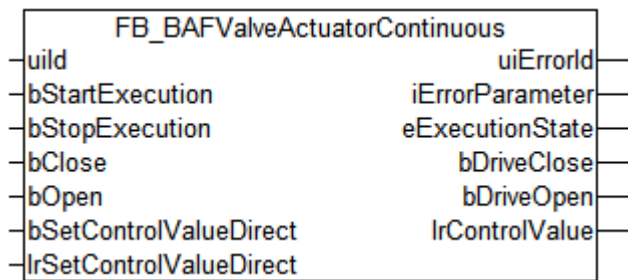 FB_BAFValveActuatorContinuous
uiId uiErrorId
bStartExecution iErrorParameter
bStopExecution eExecutionState
bClose bDriveClose
bOpen bDriveOpen
bSetControlValueDirect lrControlValue
lrSetControlValueDirect